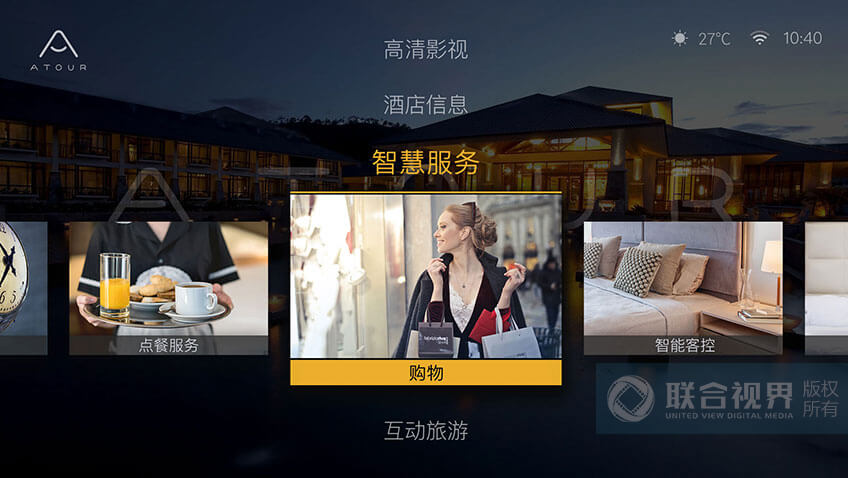 ATOUR
高清影视
27℃
10:40
酒店信息
智慧服务
ATOUR
点餐服务
购物
智能客控
互动旅游
联合视界
UNITED VIEW DIGITAL MEDIA
版权
所有